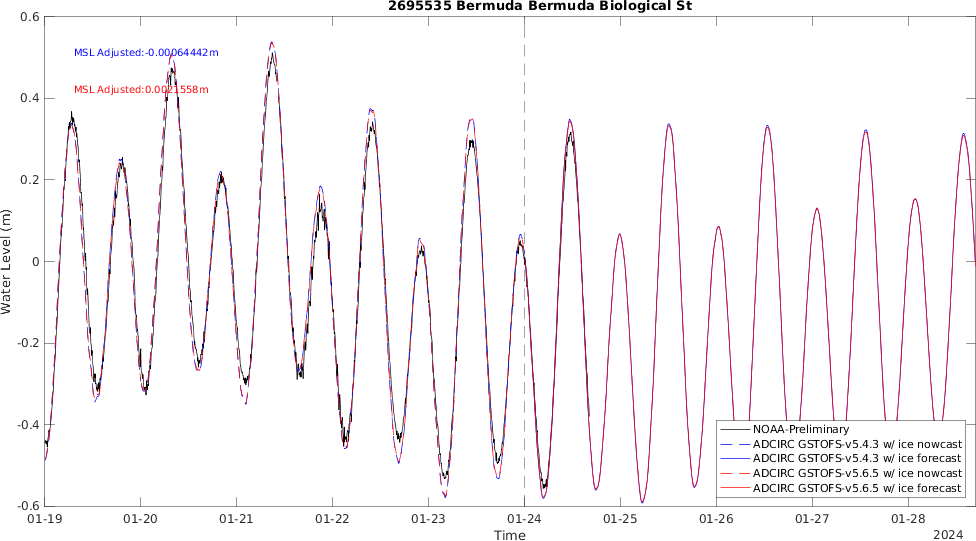 2695535 Bermuda Bermuda Biological St
MSL Adjusted:-0.00064442m
MSL Adjusted:0.0021558m
Water Level (m)
0.6
0.4
0.2
0
-0.2
-0.4
-0.6
NOAA-Preliminary
ADCIRC GSTOFS-v5.4.3 w/ ice nowcast
ADCIRC GSTOFS-v5.4.3 w/ ice forecast
ADCIRC GSTOFS-v5.6.5 w/ ice nowcast
ADCIRC GSTOFS-v5.6.5 w/ ice forecast
01-19 01-20 01-21 01-22 01-23 01-24 01-25 01-26 01-27 01-28
Time
2024